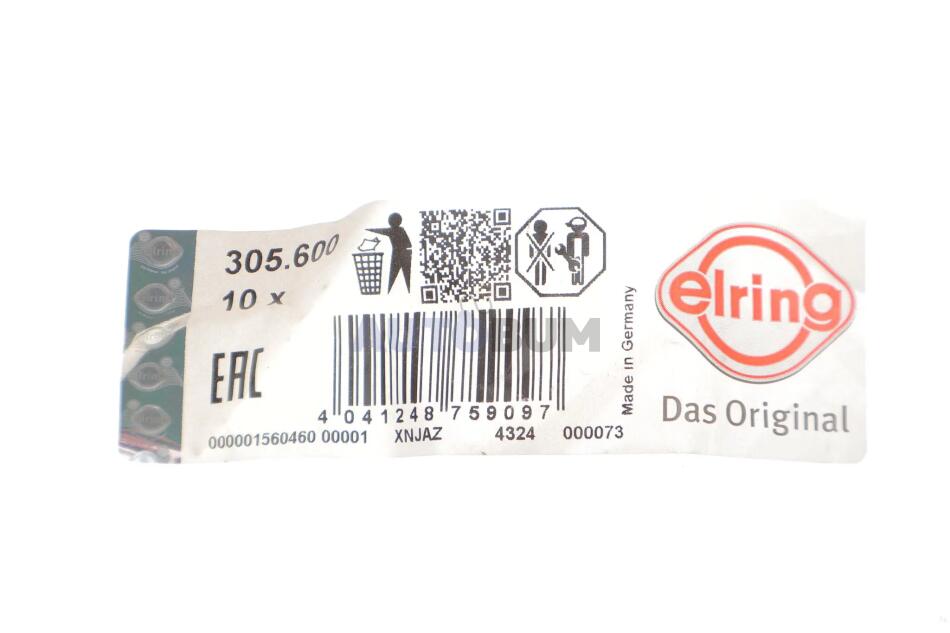 305.600
10 x
EAC
AUTOBUM
4 041248 759097
000001560460 00001 XNJAZ 4324 000073
Made in Germany
elring
Das Original